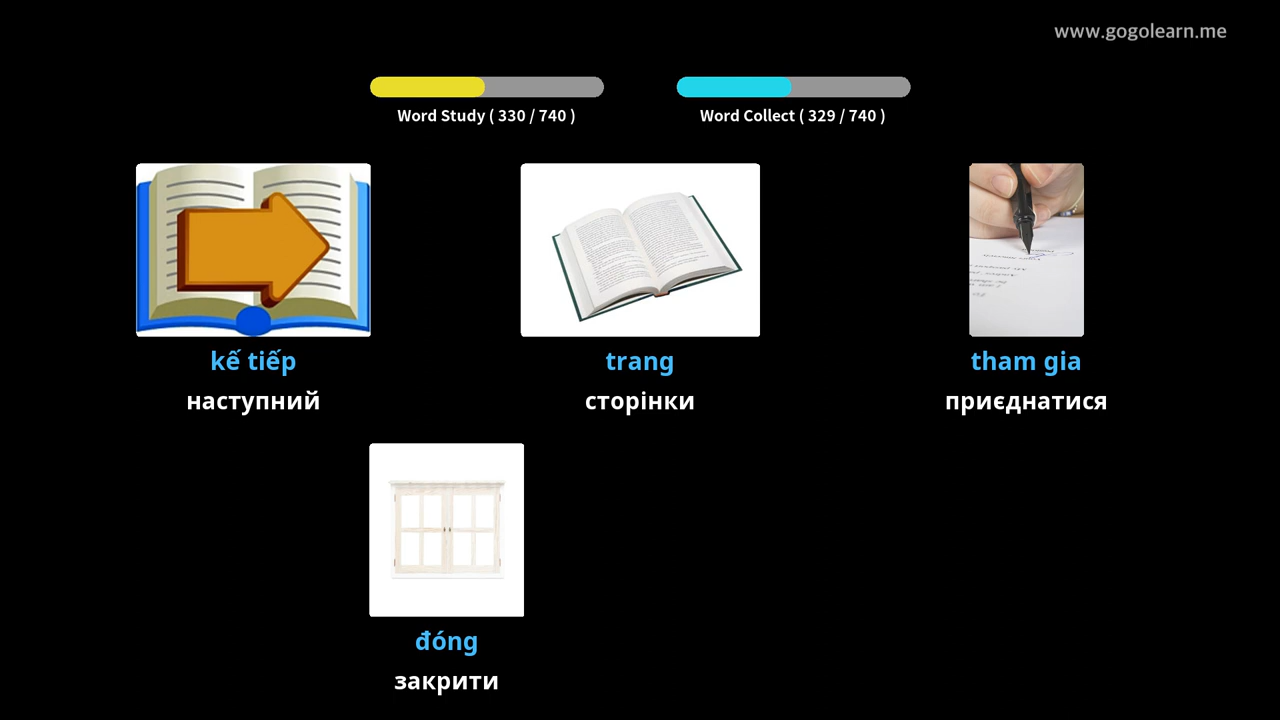 www.gogolearn.me
Word Study ( 330 / 740 )
Word Collect ( 329 / 740 )
kế tiếp
наступний
trang
сторінки
tham gia
приєднатися
đóng
закрити